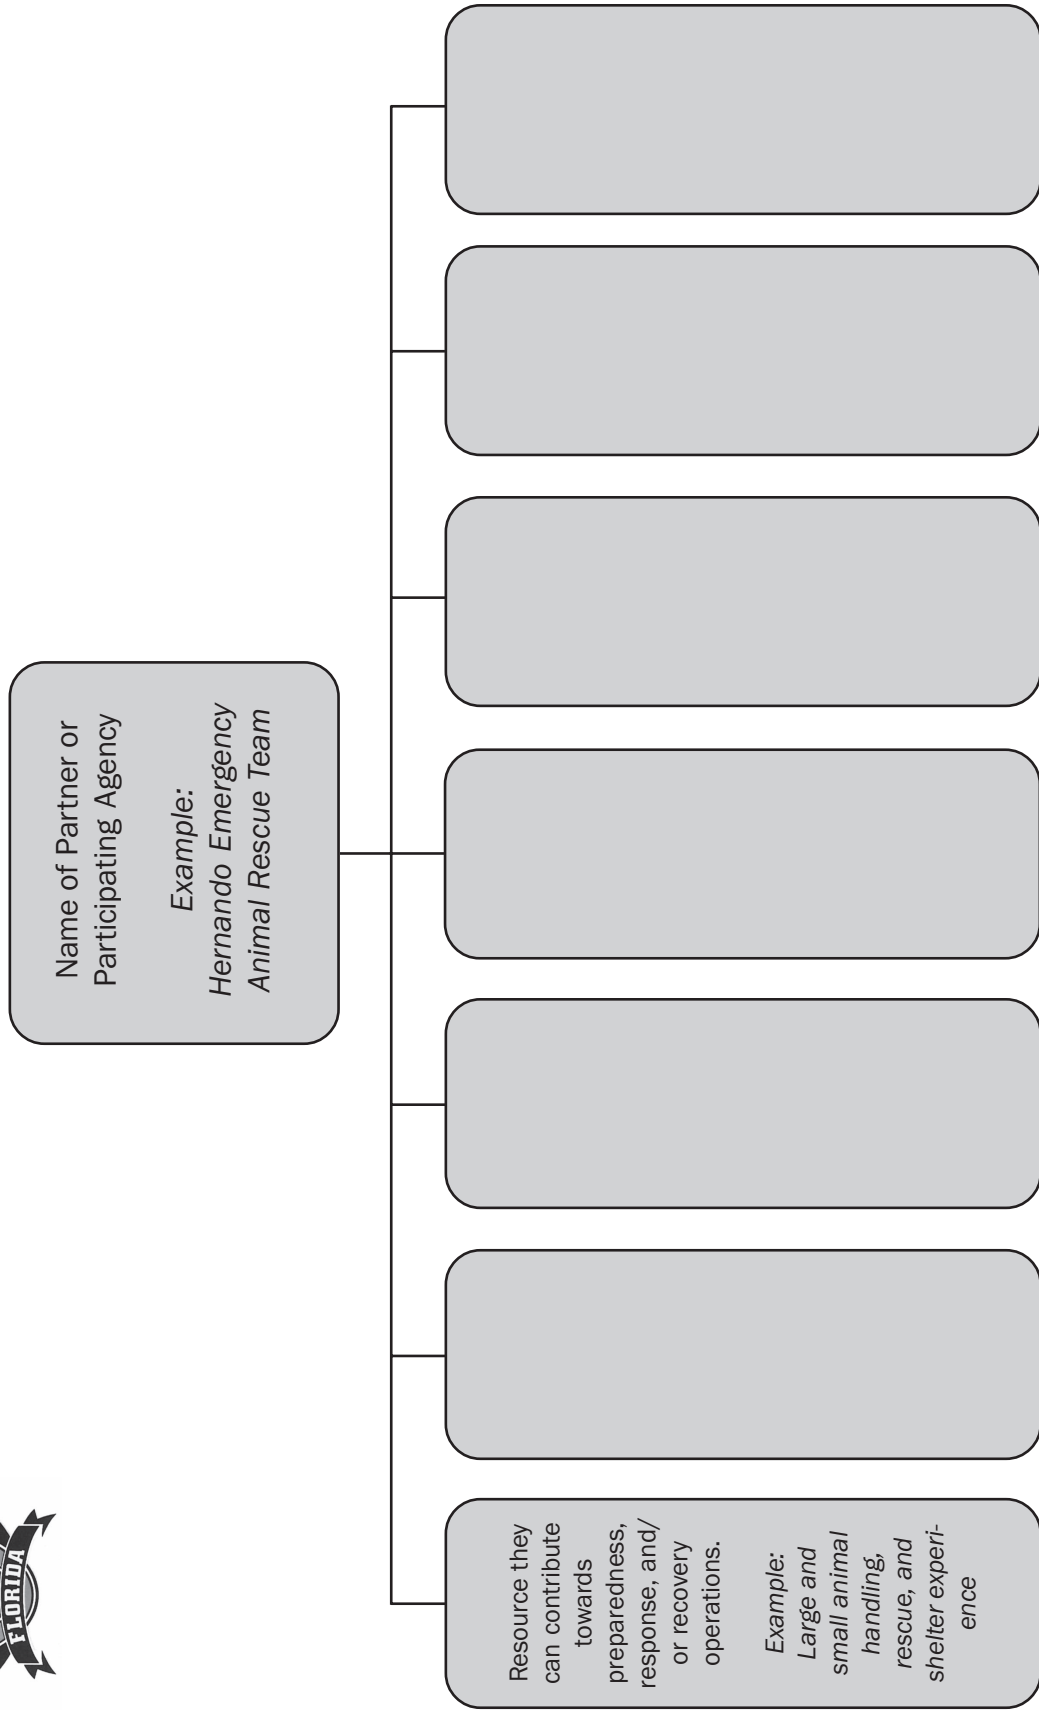 FLORIDA
Name of Partner or
Participating Agency
Example:
Hernando Emergency
Animal Rescue Team
Resource they
can contribute
towards
preparedness,
response, and/
or recovery
operations.
Example:
Large and
small animal
handling,
rescue, and
shelter experi-
ence